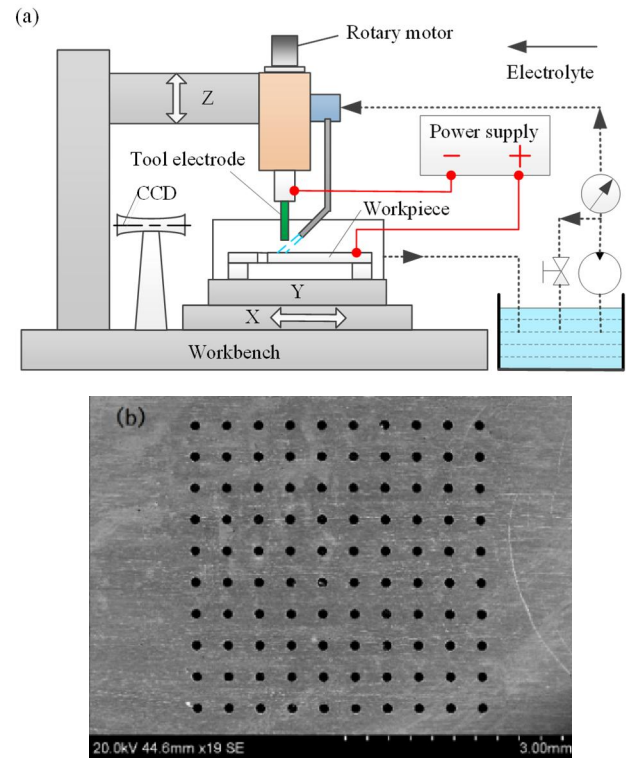 (a)
Rotary motor
Electrolyte
Z
Power supply
− +
Tool electrode
CCD
Workpiece
Y
X
Workbench
(b)
20.0kV 44.6mm x19 SE
3.00mm